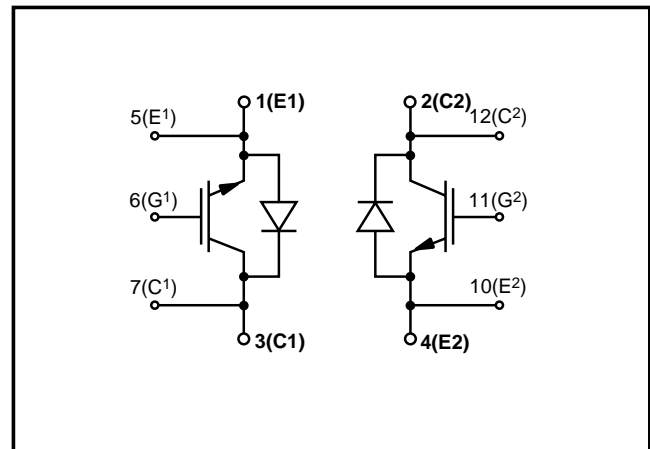 1(E1)
2(C2)
5(E¹)
12(C²)
6(G¹)
11(G²)
7(C¹)
10(E²)
3(C1)
4(E2)